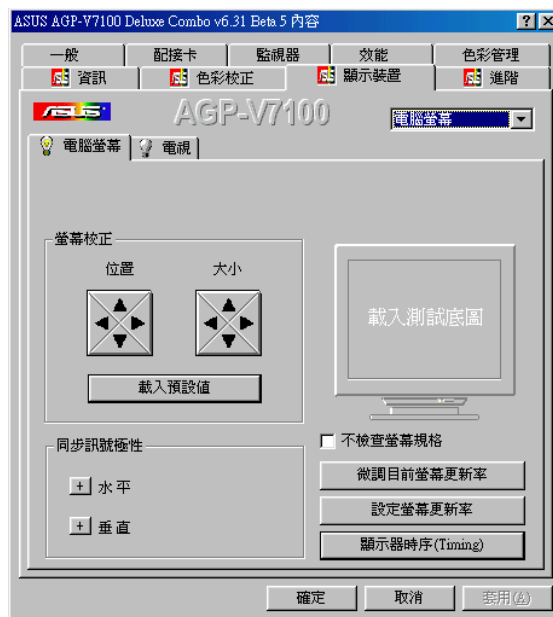 ASUS AGP-V7100 Deluxe Combo v6.31 Beta 5 內容
一般 配接卡 監視器 效能 色彩管理
資訊 色彩校正 顯示裝置 進階
ASUS AGP-V7100 電腦螢幕
電腦螢幕 電視
螢幕校正
位置 大小
載入測試底圖
載入預設值
不檢查螢幕規格
同步訊號極性
微調目前螢幕更新率
+ 水平
設定螢幕更新率
+ 垂直
顯示器時序(Timing)
確定 取消 套用(A)